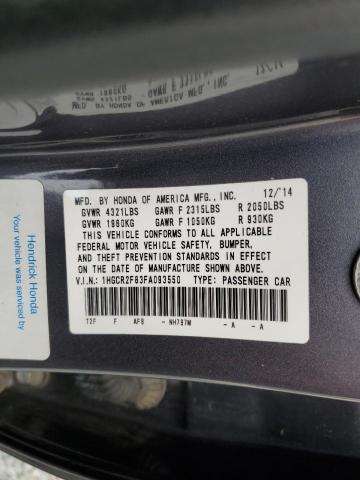 MFD. BY HONDA OF AMERICA MFG., INC. 12/14
GVWR 4321LBS GAWR F 2315LBS R 2050LBS
GVWR 1960KG GAWR F 1050KG R 930KG
THIS VEHICLE CONFORMS TO ALL APPLICABLE
FEDERAL MOTOR VEHICLE SAFETY, BUMPER,
AND THEFT PREVENTION STANDARDS IN EFFECT
ON THE DATE OF MANUFACTURE SHOWN ABOVE.
V.I.N.: 1HGCR2F63FA093550 TYPE: PASSENGER CAR
T2F F AF8 - NH797M - A - A
Your vehicle was serviced by
Hendrick Honda